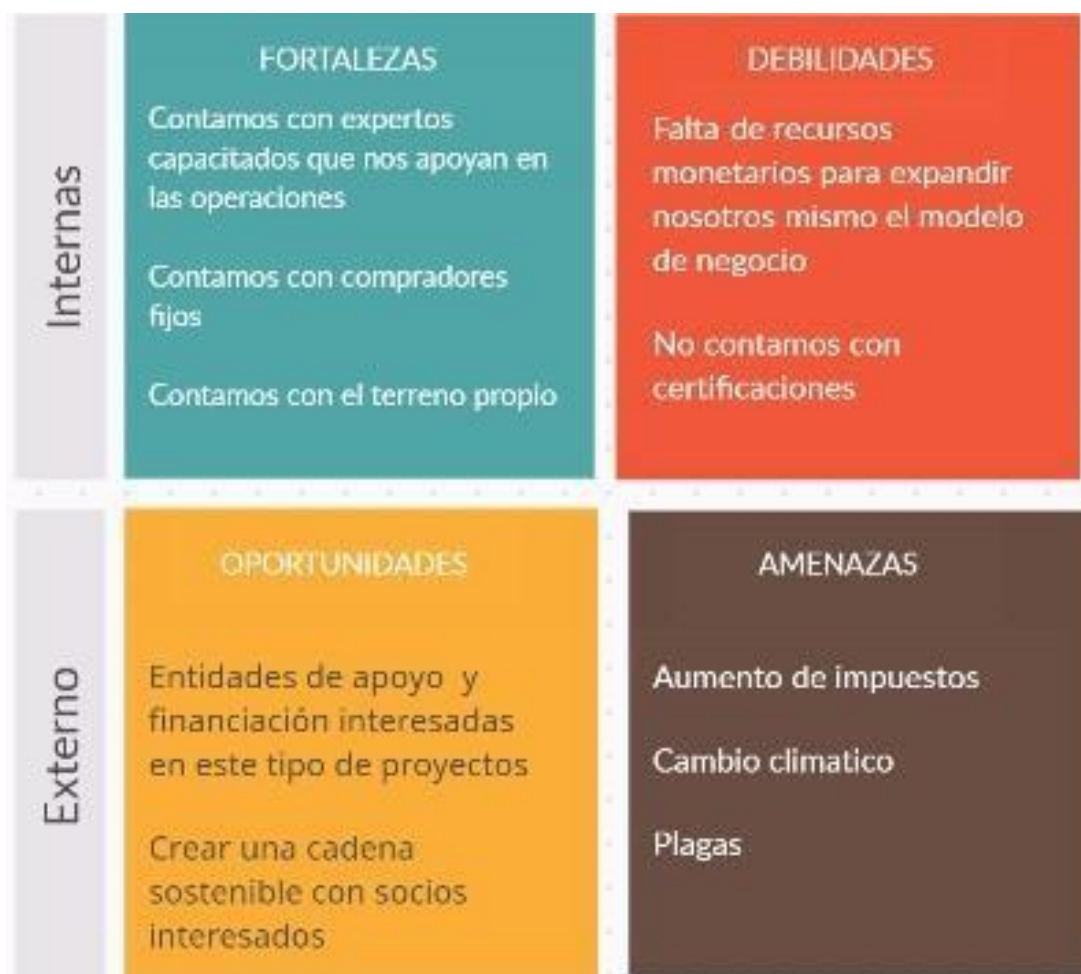 Internas
FORTALEZAS
Contamos con expertos
capacitados que nos apoyan en
las operaciones
Contamos con compradores
fijos
Contamos con el terreno propio
DEBILIDADES
Falta de recursos
monetarios para expandir
nosotros mismo el modelo
de negocio
No contamos con
certificaciones
Externo
OPORTUNIDADES
Entidades de apoyo y
financiación interesadas
en este tipo de proyectos
Crear una cadena
sostenible con socios
interesados
AMENAZAS
Aumento de impuestos
Cambio climatico
Plagas